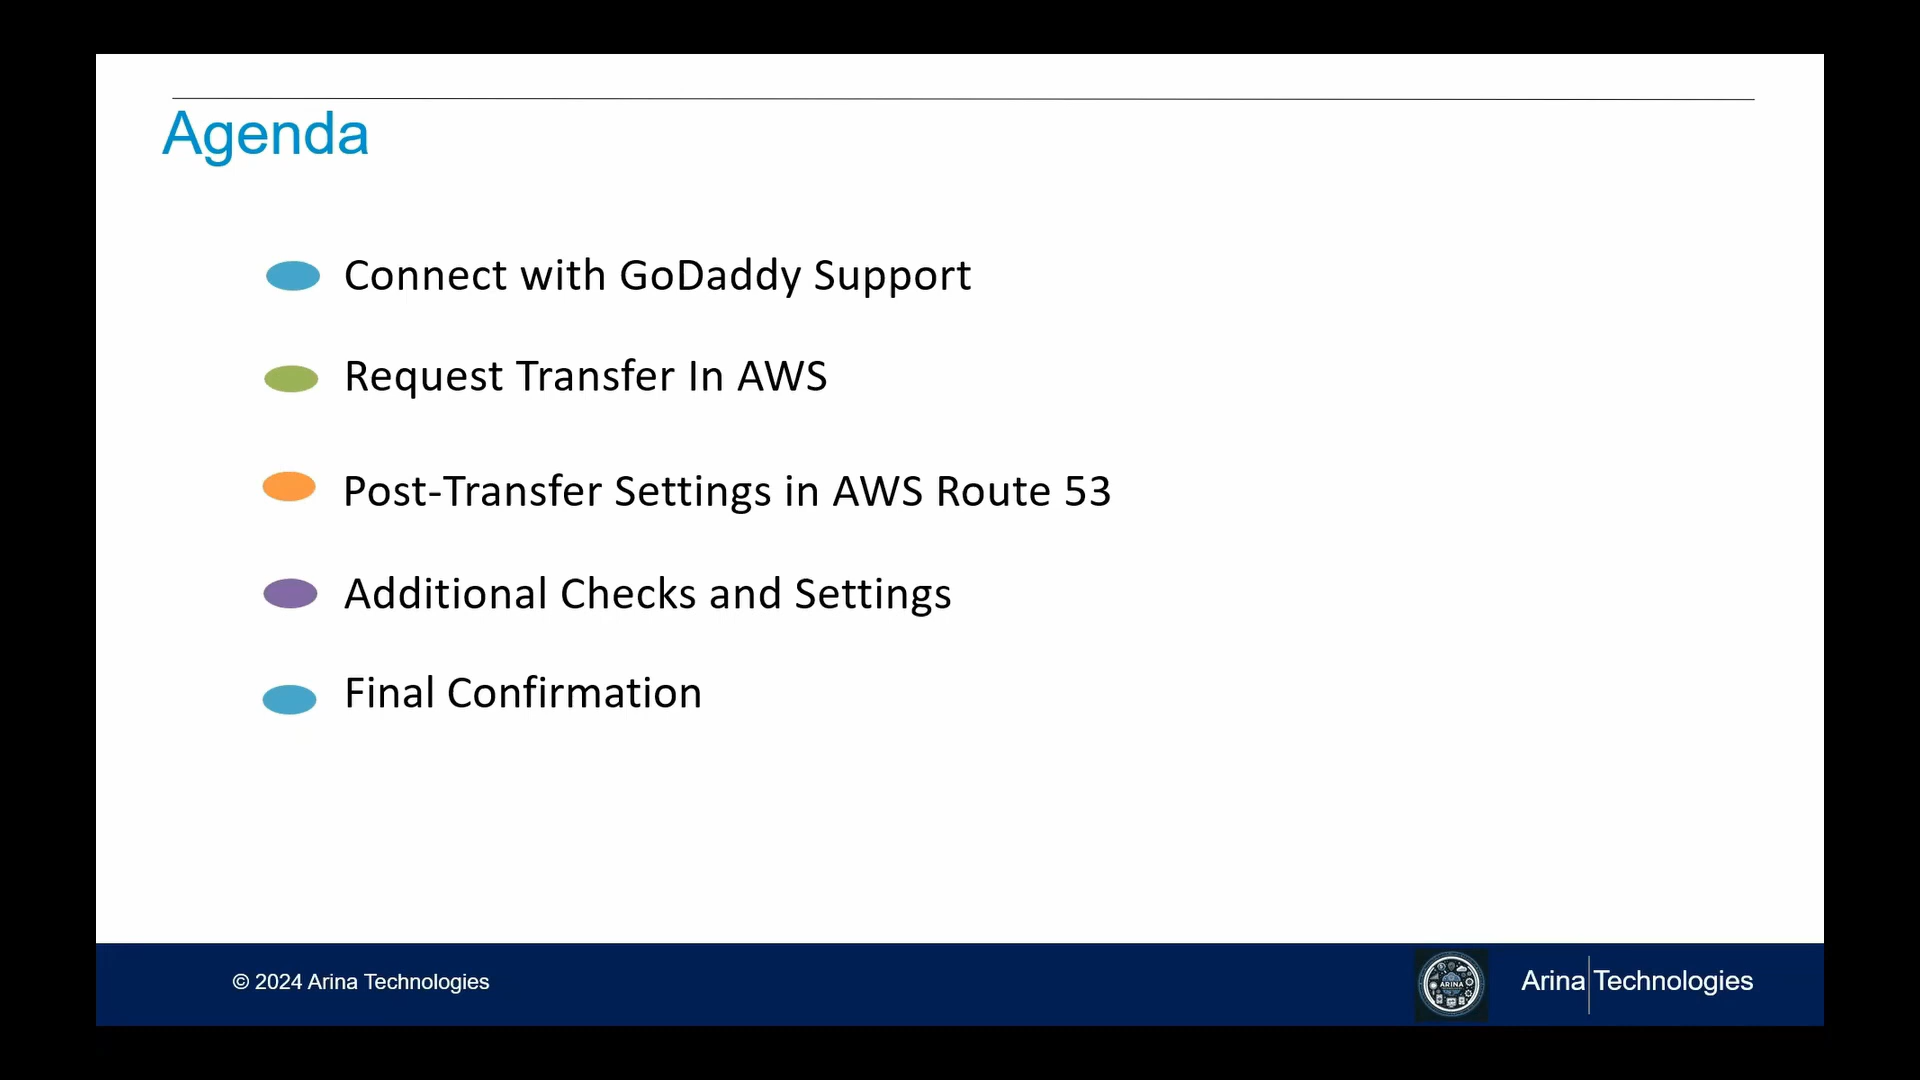 Agenda
Connect with GoDaddy Support
Request Transfer In AWS
Post-Transfer Settings in AWS Route 53
Additional Checks and Settings
Final Confirmation
© 2024 Arina Technologies
ARINA
Arina Technologies